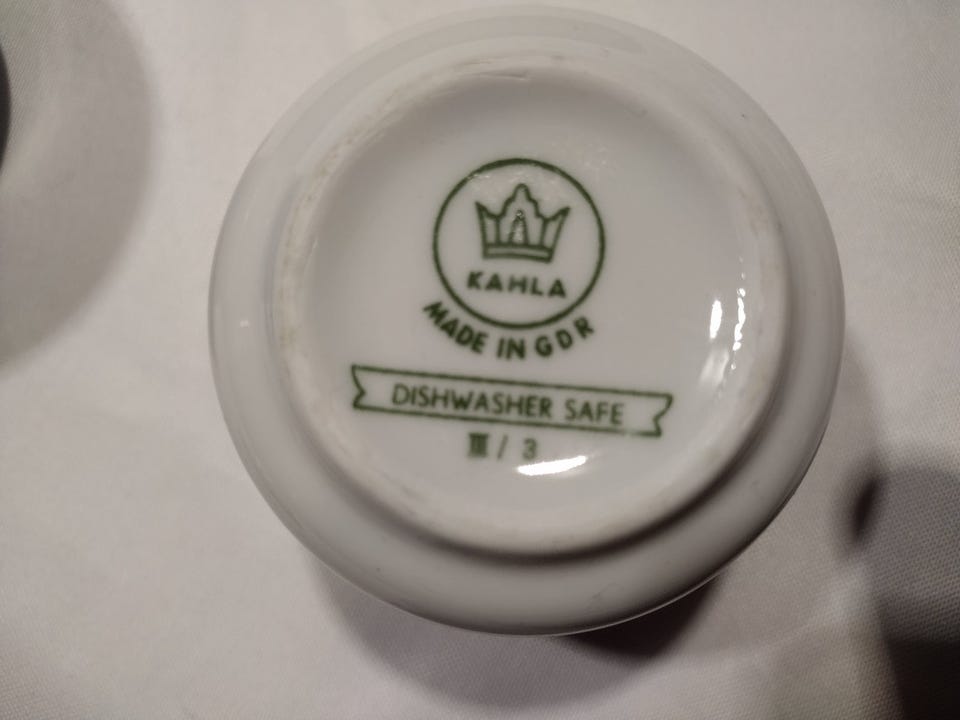 KAHLA
MADE IN GDR
DISHWASHER SAFE
III / 3